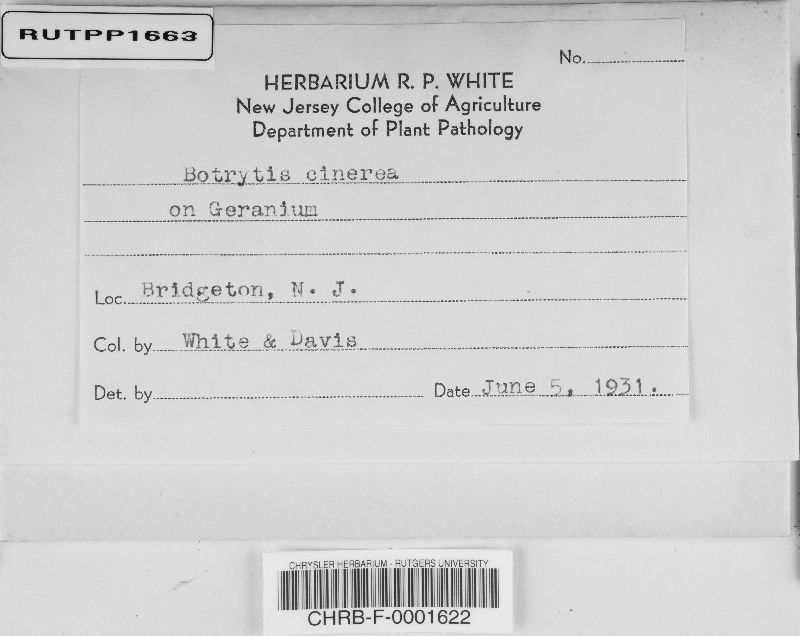 RUTPP1663
No.
HERBARIUM R. P. WHITE
New Jersey College of Agriculture
Department of Plant Pathology
Botrytis cinerea
on Geranium
Loc. Bridgeton, N. J.
Col. by White & Davis
Det. by Date June 5, 1931.
CHRYSLER HERBARIUM - RUTGERS UNIVERSITY
CHRB-F-0001622